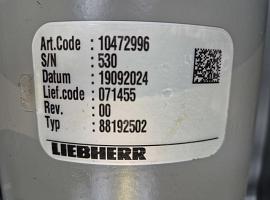 Art.Code : 10472996
S/N : 530
Datum : 19092024
Lief.code : 071455
Rev. : 00
Typ : 88192502
LIEBHERR